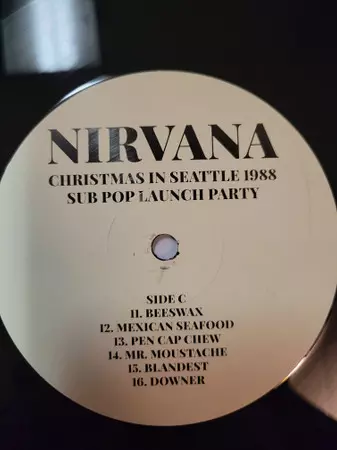 NIRVANA
CHRISTMAS IN SEATTLE 1988
SUB POP LAUNCH PARTY
SIDE C
11. BEESWAX
12. MEXICAN SEAFOOD
13. PEN CAP CHEW
14. MR. MOUSTACHE
15. BLANDEST
16. DOWNER